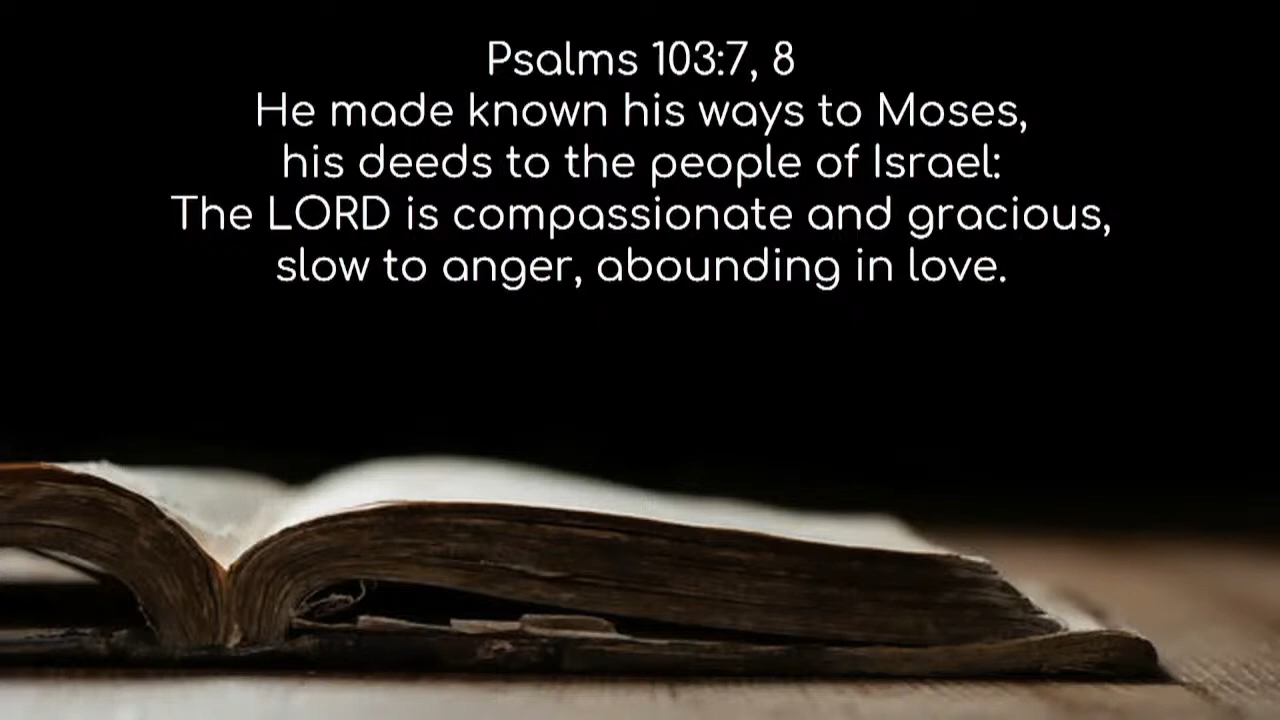 Psalms 103:7, 8
He made known his ways to Moses,
his deeds to the people of Israel:
The LORD is compassionate and gracious,
slow to anger, abounding in love.